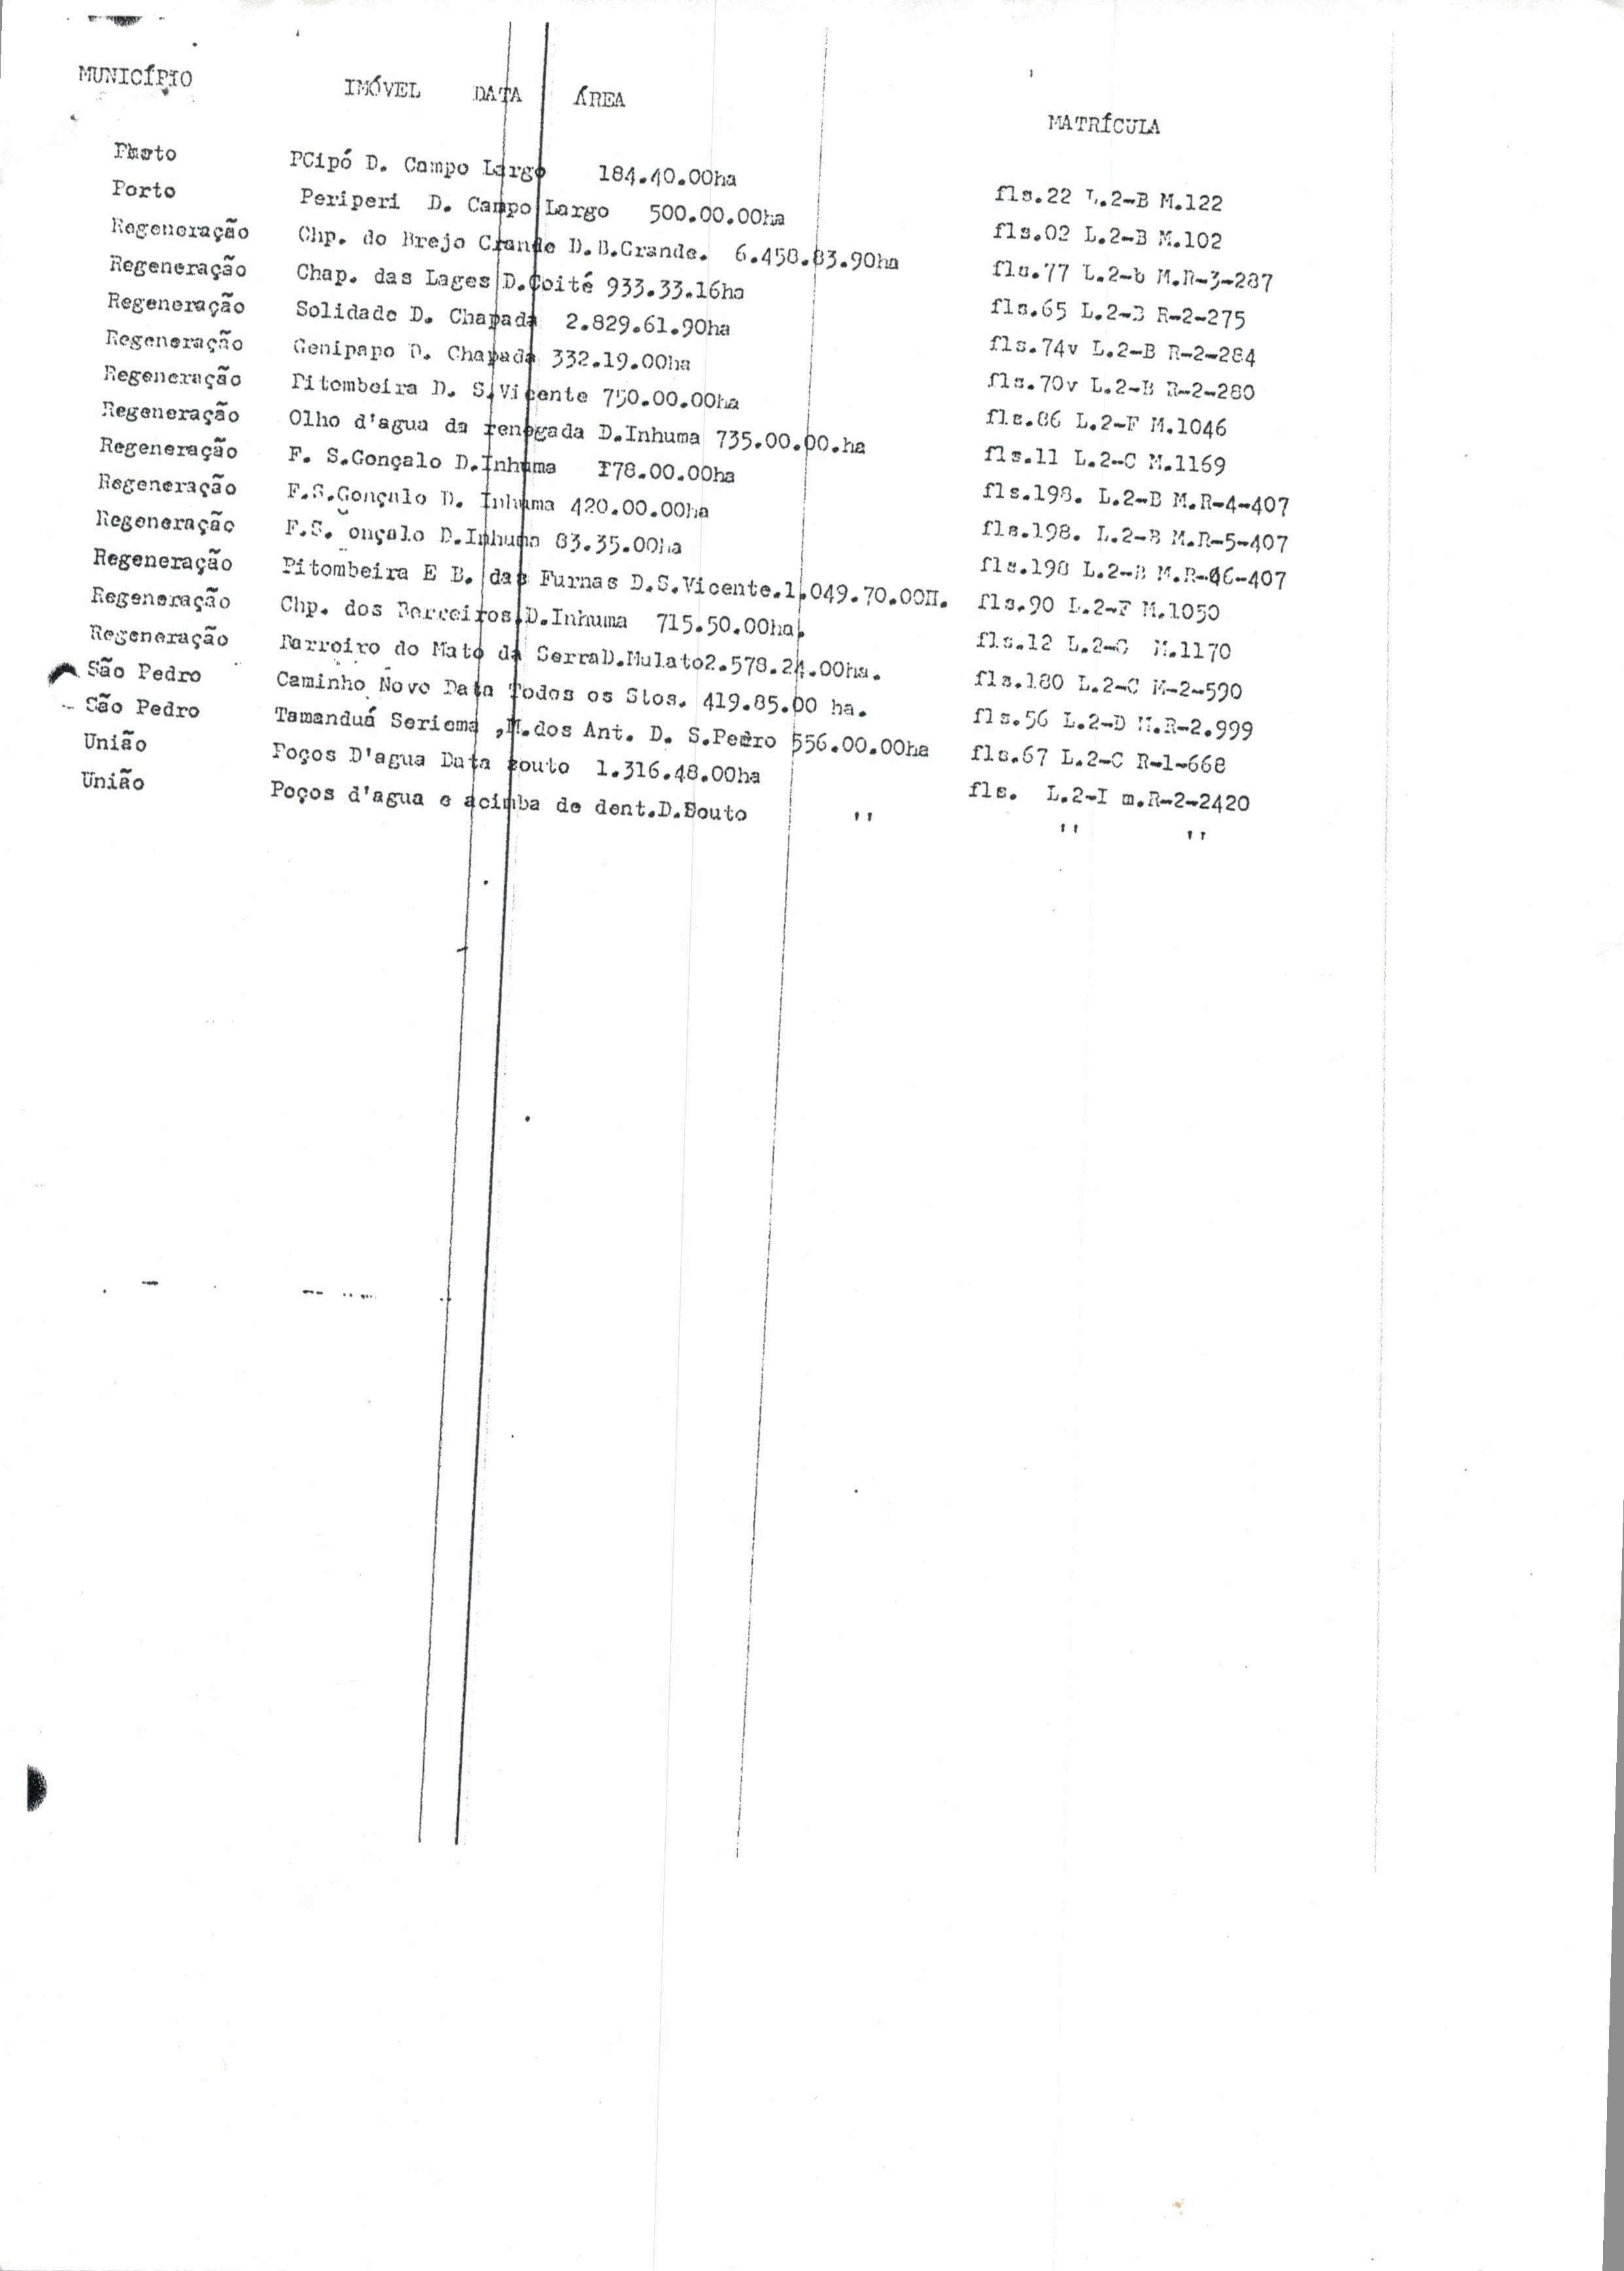 MUNICÍPIO IMÓVEL DATA ÁREA MATRÍCULA
Porto PCipó D. Campo Largo 184.40.00ha fls.22 L.2-B M.122
Porto Periperi D. Campo Largo 500.00.00ha fls.02 L.2-B M.102
Regeneração Chp. do Brejo Grande D.B.Grande. 6.458.83.90ha fls.77 L.2-b M.R-3-287
Regeneração Chap. das Lages D.Coité 933.33.16ha fls.65 L.2-B R-2-275
Regeneração Solidade D. Chapada 2.829.61.90ha fls.74v L.2-B R-2-284
Regeneração Genipapo D. Chapada 332.19.00ha fls.70v L.2-B R-2-280
Regeneração Pitombeira D. S.Vicente 750.00.00ha fls.86 L.2-F M.1046
Regeneração Olho d'agua da renegada D.Inhuma 735.00.00.ha fls.11 L.2-C M.1169
Regeneração F. S.Gonçalo D.Inhuma 178.00.00ha fls.198. L.2-B M.R-4-407
Regeneração F.S.Gonçalo D. Inhuma 420.00.00ha fls.198. L.2-B M.R-5-407
Regeneração F.S. Gonçalo D.Inhuma 83.35.00ha fls.198 L.2-B M.R-06-407
Regeneração Pitombeira E B. das Furnas D.S.Vicente.1.049.70.00H. fls.90 L.2-F M.1050
Regeneração Chp. dos Barreiros D.Inhuma 715.50.00ha. fls.12 L.2-C M.1170
Regeneração Barreiro do Mato da SerraD.Mulato2.578.24.00ha. fls.180 L.2-C M-2-590
São Pedro Caminho Novo Data Todos os Stos. 419.85.00 ha. fls.56 L.2-D M.R-2.999
São Pedro Tamanduá Seriema ,M.dos Ant. D. S.Pedro 556.00.00ha fls.67 L.2-C R-1-668
União Poços D'agua Data Souto 1.316.48.00ha fls. L.2-I m.R-2-2420
União Poços d'agua e acimba de dent.D.Souto '' '' ''